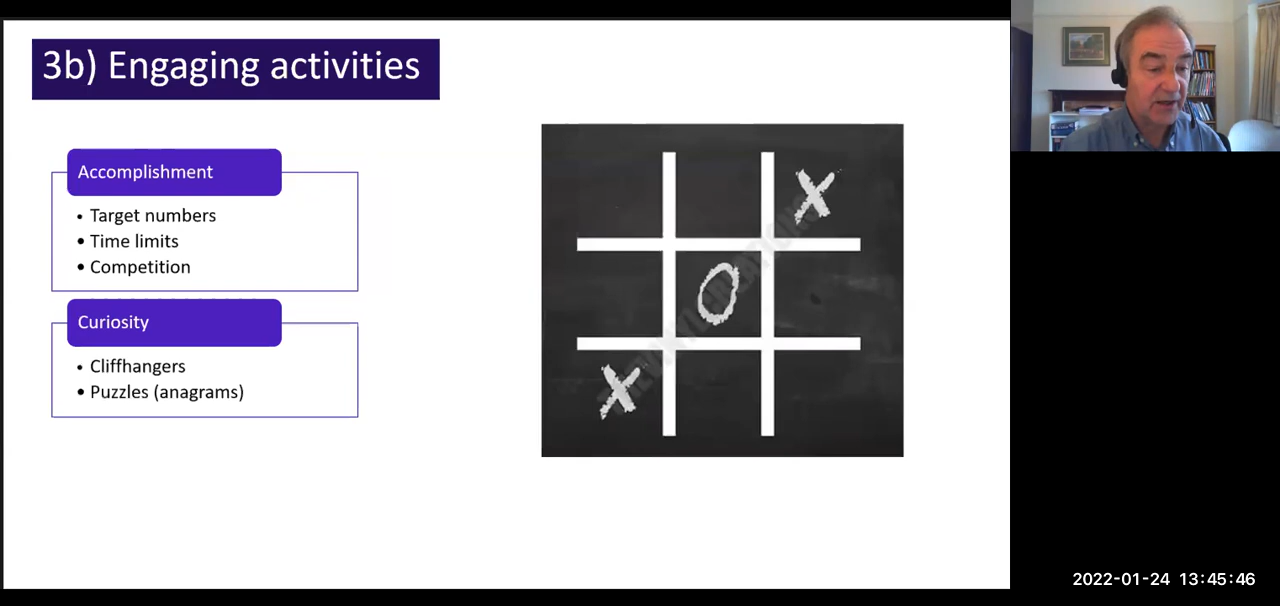 3b) Engaging activities
Accomplishment
• Target numbers
• Time limits
• Competition
Curiosity
• Cliffhangers
• Puzzles (anagrams)
X
O
X
2022-01-24 13:45:46